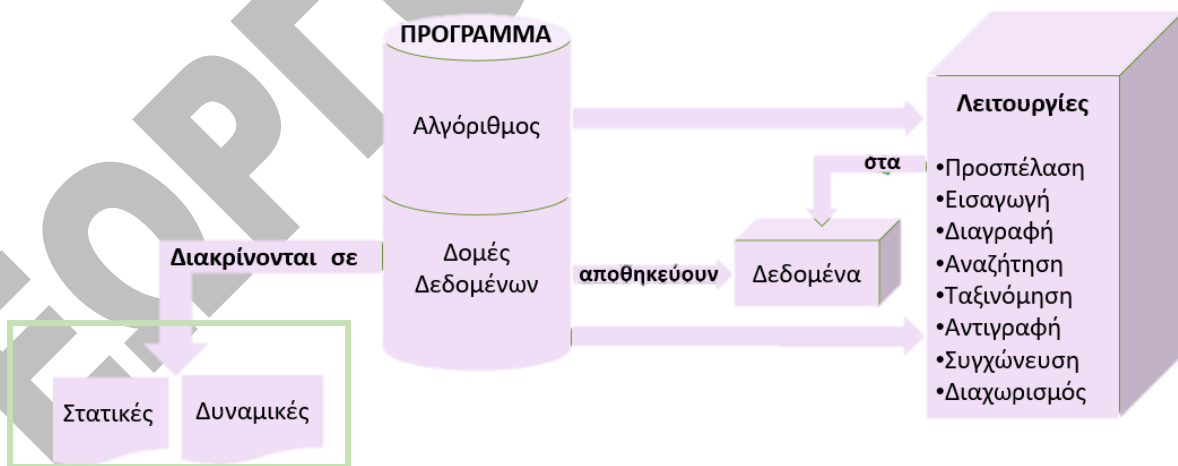 ΠΡΟΓΡΑΜΜΑ
Αλγόριθμος
Δομές
Δεδομένων
Διακρίνονται σε
Στατικές
Δυναμικές
αποθηκεύουν
Δεδομένα
στα
Λειτουργίες
•Προσπέλαση
•Εισαγωγή
•Διαγραφή
•Αναζήτηση
•Ταξινόμηση
•Αντιγραφή
•Συγχώνευση
•Διαχωρισμός